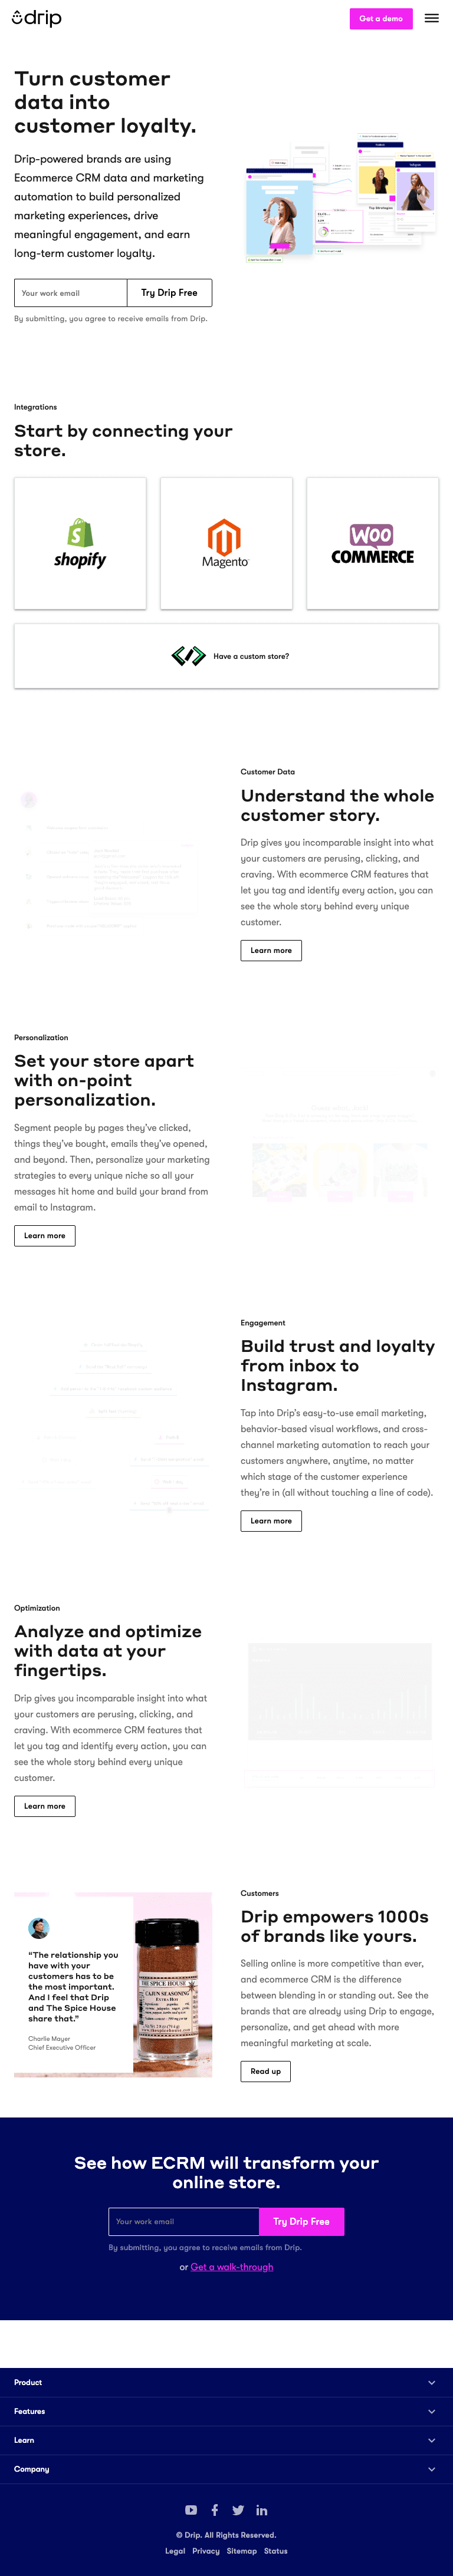 drip
Get a demo
Turn customer
data into
customer loyalty.
Drip-powered brands are using
Ecommerce CRM data and marketing
automation to build personalized
marketing experiences, drive
meaningful engagement, and earn
long-term customer loyalty.
Your work email
Try Drip Free
By submitting, you agree to receive emails from Drip.
Integrations
Start by connecting your
store.
shopify
Magento
WOO
COMMERCE
Have a custom store?
Customer Data
Understand the whole
customer story.
Drip gives you incomparable insight into what
your customers are perusing, clicking, and
craving. With ecommerce CRM features that
let you tag and identify every action, you can
see the whole story behind every unique
customer.
Learn more
Personalization
Set your store apart
with on-point
personalization.
Segment people by pages they've clicked,
things they've bought, emails they've opened,
and beyond. Then, personalize your marketing
strategies to every unique niche so all your
messages hit home and build your brand from
email to Instagram.
Learn more
Engagement
Build trust and loyalty
from inbox to
Instagram.
Tap into Drip's easy-to-use email marketing,
behavior-based visual workflows, and cross-
channel marketing automation to reach your
customers anywhere, anytime, no matter
which stage of the customer experience
they're in (all without touching a line of code).
Learn more
Optimization
Analyze and optimize
with data at your
fingertips.
Drip gives you incomparable insight into what
your customers are perusing, clicking, and
craving. With ecommerce CRM features that
let you tag and identify every action, you can
see the whole story behind every unique
customer.
Learn more
"The relationship you
have with your
customers has to be
the most important.
And I feel that Drip
and The Spice House
share that."
Charlie Mayer
Chief Executive Officer
THE SPICE HOUSE
CAJUN SEASONING
EXTRA HOT
Customers
Drip empowers 1000s
of brands like yours.
Selling online is more competitive than ever,
and ecommerce CRM is the difference
between blending in or standing out. See the
brands that are already using Drip to engage,
personalize, and get ahead with more
meaningful marketing at scale.
Read up
See how ECRM will transform your
online store.
Your work email
Try Drip Free
By submitting, you agree to receive emails from Drip.
or Get a walk-through
Product
Features
Learn
Company
© Drip. All Rights Reserved.
Legal Privacy Sitemap Status